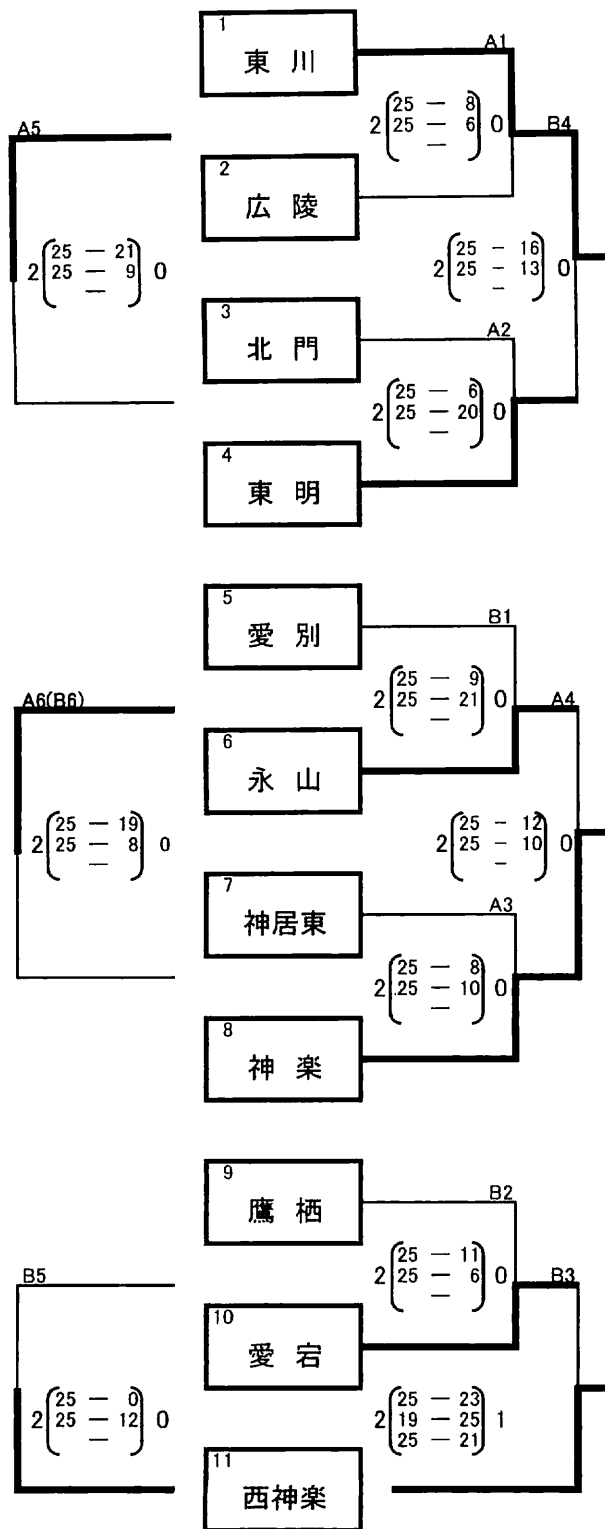 1
東川
A1
25 — 8
2 25 — 6 0
—
B4
A5
2
広陵
25 — 21
2 25 — 9 0
—
25 - 16
2 25 - 13 0
-
3
北門
A2
25 — 6
2 25 — 20 0
—
4
東明
5
愛別
B1
25 — 9
2 25 — 21 0
—
A6(B6)
A4
6
永山
25 — 19
2 25 — 8 0
—
25 - 12
2 25 - 10 0
-
7
神居東
A3
25 — 8
2 25 — 10 0
—
8
神楽
9
鷹栖
B2
25 — 11
2 25 — 6 0
—
B5
B3
10
愛宕
25 — 0
2 25 — 12 0
—
25 — 23
2 19 — 25 1
25 — 21
11
西神楽